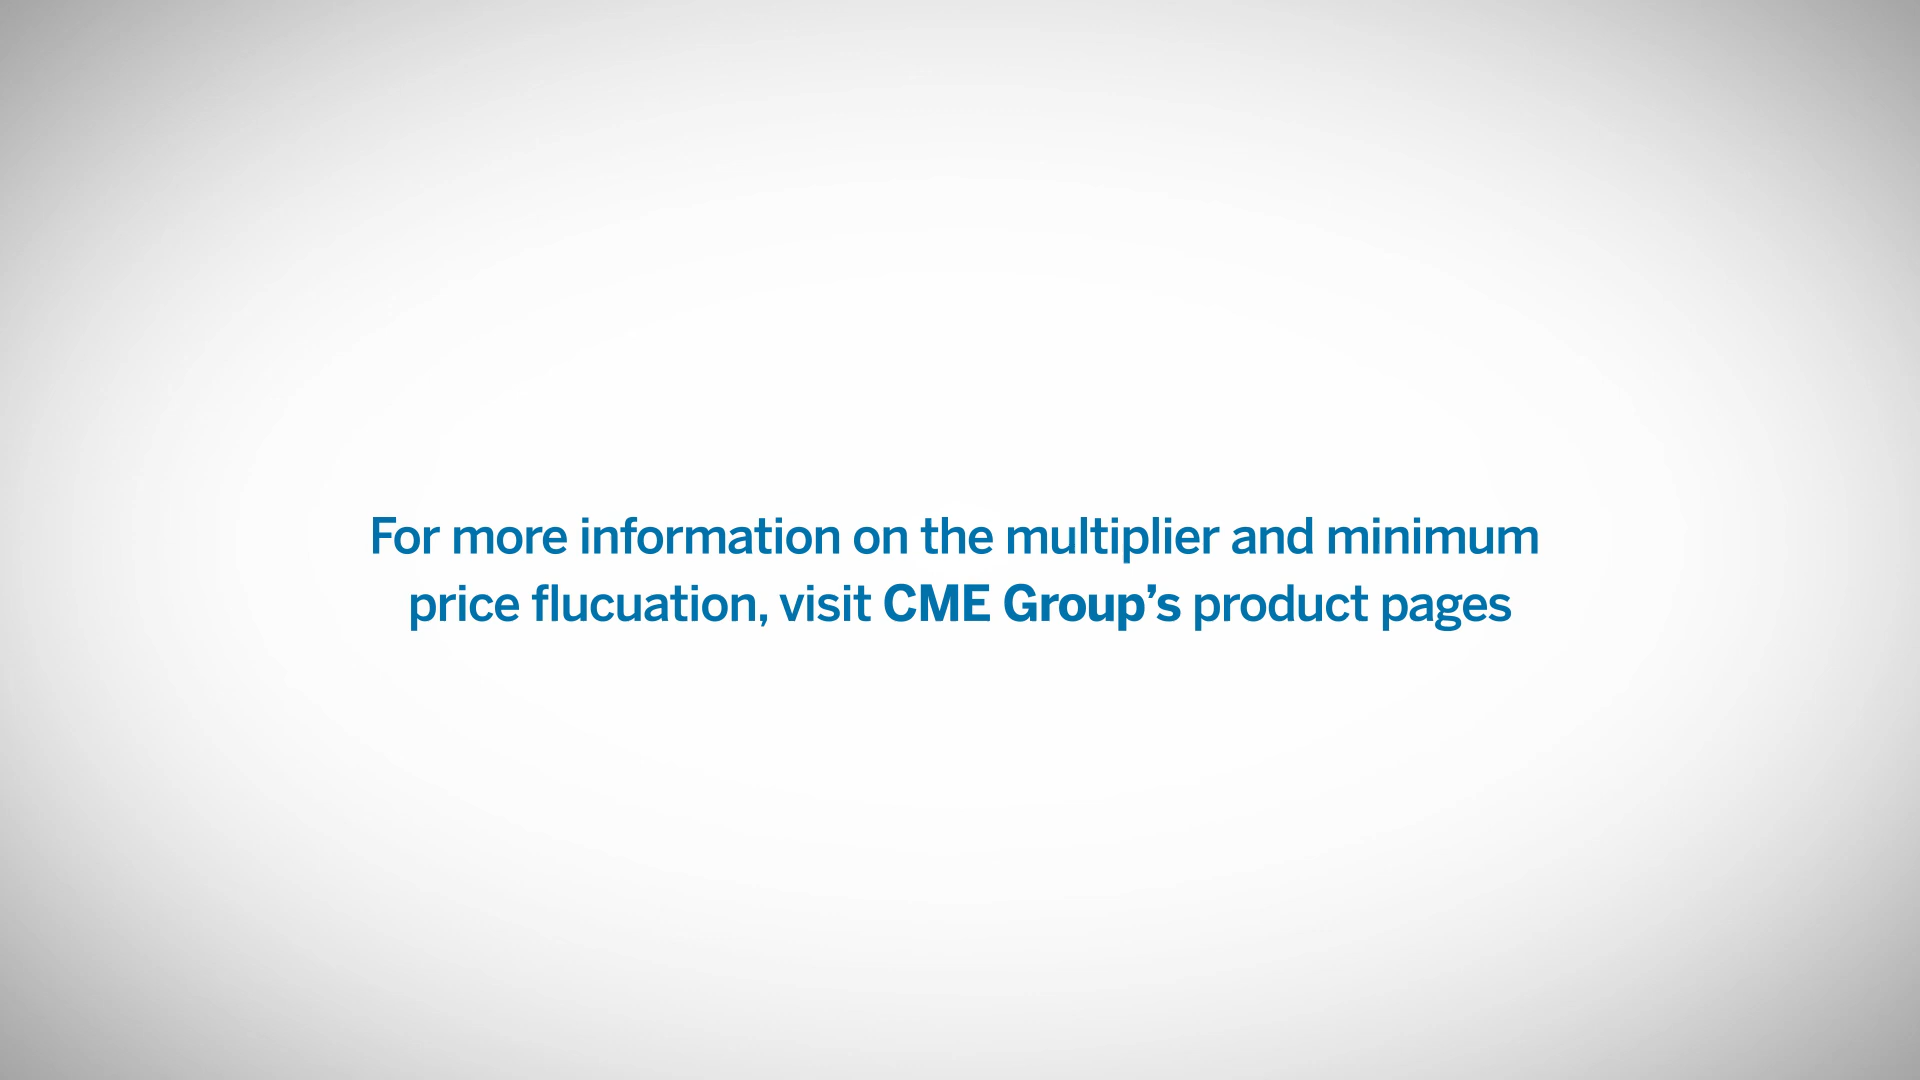 For more information on the multiplier and minimum
price flucuation, visit CME Group’s product pages